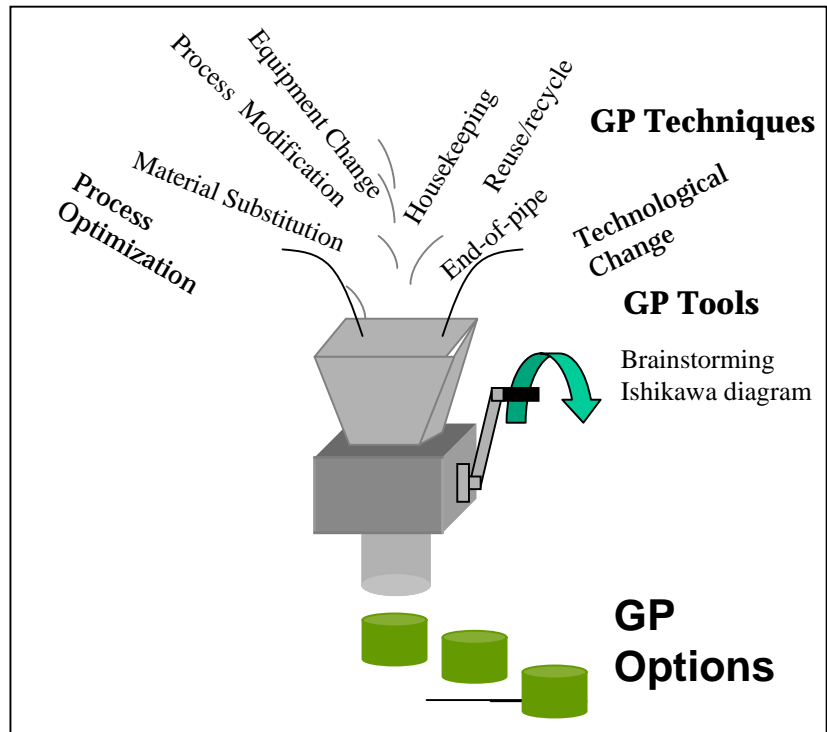 Process
Optimization
Material Substitution
Process Modification
Equipment Change
Housekeeping
Reuse/recycle
End-of-pipe
GP Techniques
Technological
Change
GP Tools
Brainstorming
Ishikawa diagram
GP
Options